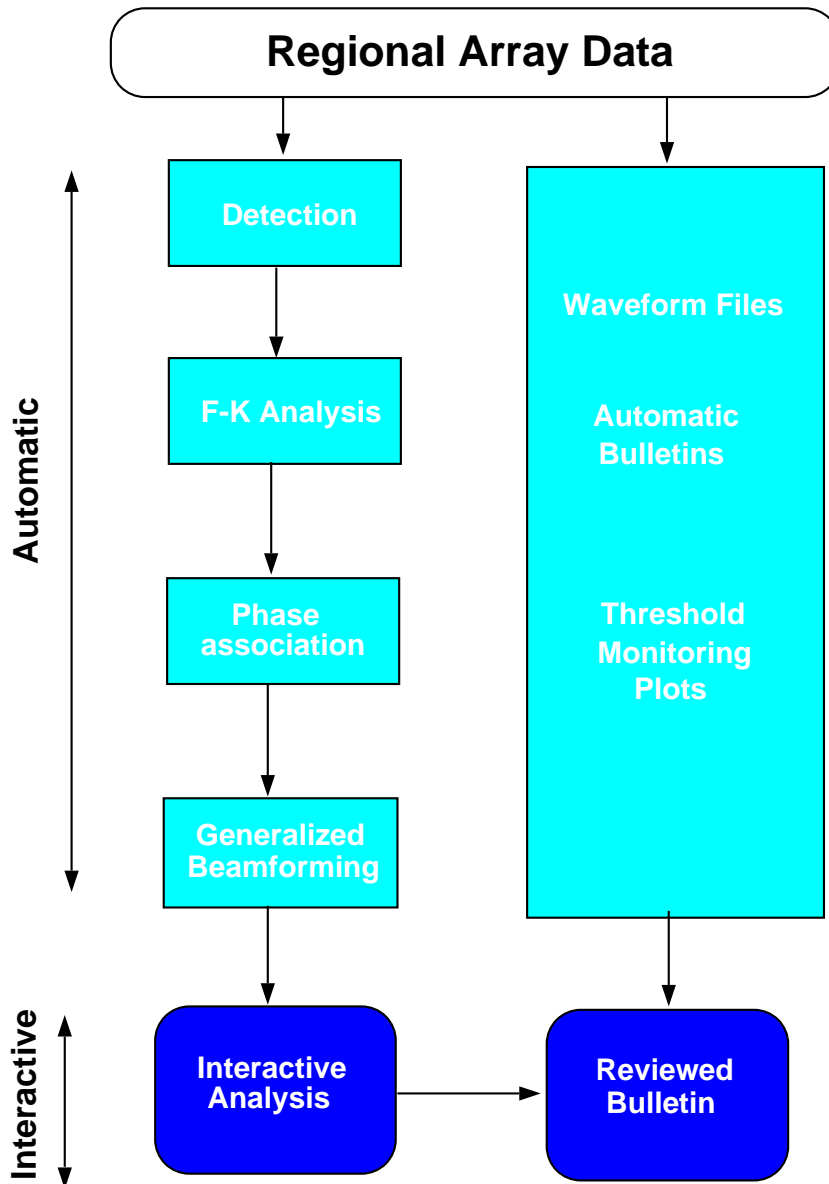 Regional Array Data
Automatic
Detection
F-K Analysis
Phase
association
Generalized
Beamforming
Waveform Files
Automatic
Bulletins
Threshold
Monitoring
Plots
Interactive
Interactive
Analysis
Reviewed
Bulletin